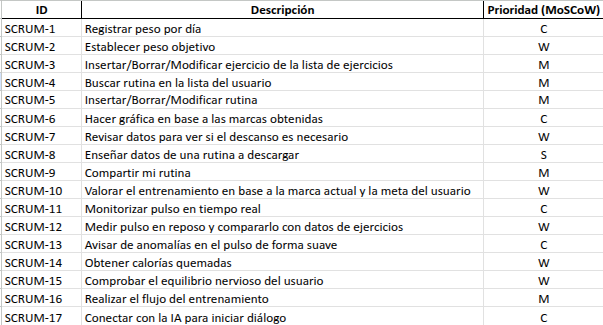 ID Descripción Prioridad (MoSCoW)
SCRUM-1 Registrar peso por día C
SCRUM-2 Establecer peso objetivo W
SCRUM-3 Insertar/Borrar/Modificar ejercicio de la lista de ejercicios M
SCRUM-4 Buscar rutina en la lista del usuario M
SCRUM-5 Insertar/Borrar/Modificar rutina M
SCRUM-6 Hacer gráfica en base a las marcas obtenidas C
SCRUM-7 Revisar datos para ver si el descanso es necesario W
SCRUM-8 Enseñar datos de una rutina a descargar S
SCRUM-9 Compartir mi rutina M
SCRUM-10 Valorar el entrenamiento en base a la marca actual y la meta del usuario W
SCRUM-11 Monitorizar pulso en tiempo real C
SCRUM-12 Medir pulso en reposo y compararlo con datos de ejercicios W
SCRUM-13 Avisar de anomalías en el pulso de forma suave C
SCRUM-14 Obtener calorías quemadas W
SCRUM-15 Comprobar el equilibrio nervioso del usuario W
SCRUM-16 Realizar el flujo del entrenamiento M
SCRUM-17 Conectar con la IA para iniciar diálogo C